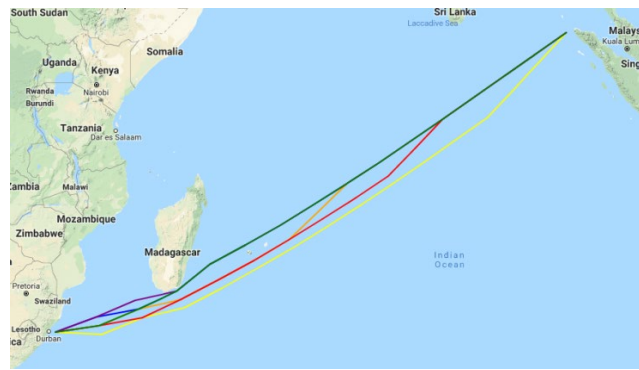 South Sudan
Sri Lanka
Laccadive Sea
Malays
Kuala Lum
Sing
Somalia
Uganda
Kenya
Nairobi
Rwanda
Burundi
Tanzania
Dar es Salaam
Zambia
Malawi
Mozambique
Zimbabwe
Madagascar
Indian
Ocean
Pretoria
Swaziland
Lesotho
Durban
ica